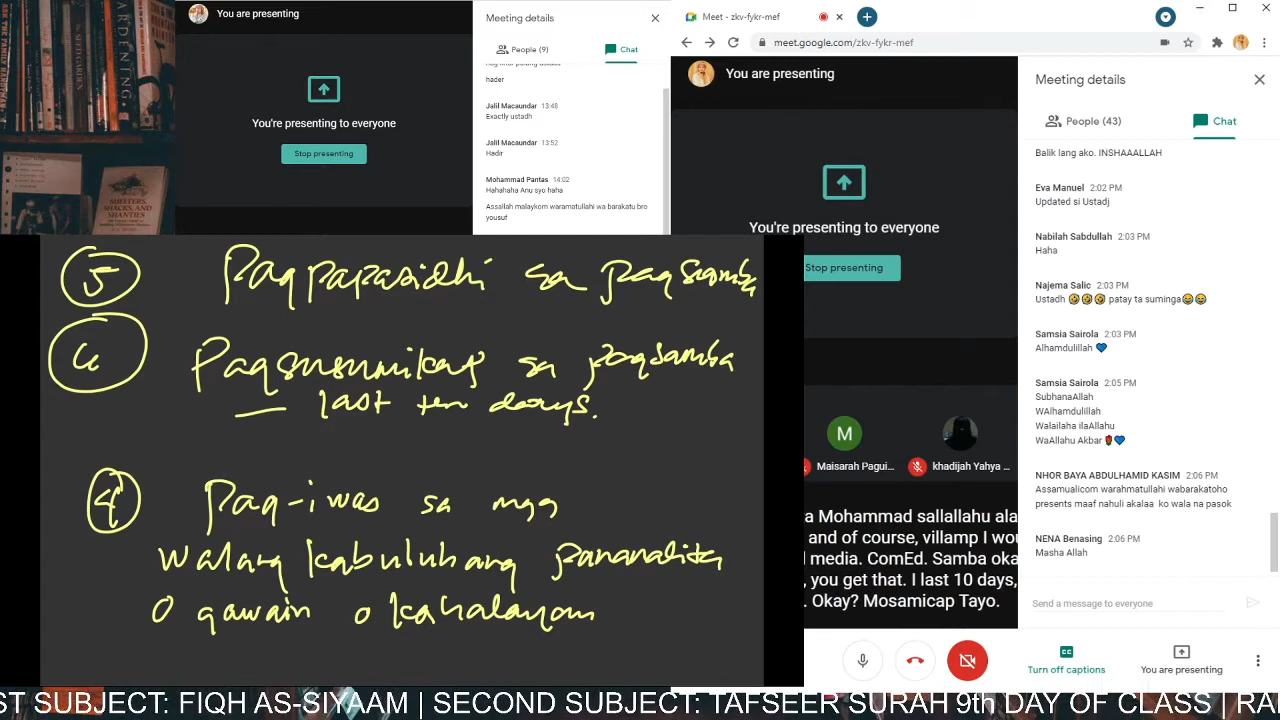 You are presenting
You're presenting to everyone
Stop presenting
Meeting details
People (9)
Chat
hader
Jalil Macaundar 13:48
Exactly ustadh
Jalil Macaundar 13:52
Hadir
Mohammad Pantas 14:02
Hahahaha Anu syo haha
Assallah malaykom waramatullahi wa barakatu bro
yousuf
GARDENING
SHELTERS,
SHACKS, AND
SHANTIES
Meet - zkv-fykr-mef
meet.google.com/zkv-fykr-mef
You are presenting
You're presenting to everyone
Stop presenting
M
Maisarah Pagui...
khadijah Yahya ...
a Mohammad sallallahu ala
and of course, villamp I wou
d media. ComEd. Samba oka
, you get that. I last 10 days,
. Okay? Mosamicap Tayo.
Meeting details
People (43)
Chat
Balik lang ako. INSHAAALLAH
Eva Manuel 2:02 PM
Updated si Ustadj
Nabilah Sabdullah 2:03 PM
Haha
Najema Salic 2:03 PM
Ustadh 🤣🤣🤣 patay ta suminga😂😂
Samsia Sairola 2:03 PM
Alhamdulillah 💙
Samsia Sairola 2:05 PM
SubhanaAllah
WAlhamdulillah
Walailaha ilaAllahu
WaAllahu Akbar 🌹💙
NHOR BAYA ABDULHAMID KASIM 2:06 PM
Assamualicom warahmatullahi wabarakatoho
presents maaf nahuli akalaa ko wala na pasok
NENA Benasing 2:06 PM
Masha Allah
Send a message to everyone
CC
Turn off captions
You are presenting
5 Pagpapasidhi sa pagsamba
Pagsusumikap sa pagsamba
— last ten days.
4 Pag-iwas sa mga
walang kabuluhang pananalita
o gawain o kahalayan
ST SUBJECT: FIQH AS-SIYAAM | SECOND SUBJECT: TAFSEER SURAH 9TH DAY OF CLASS | RA